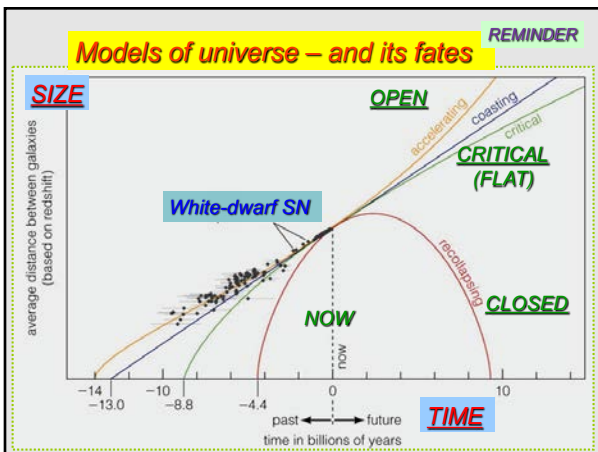 REMINDER
Models of universe – and its fates
SIZE
OPEN
accelerating
coasting
critical
CRITICAL
(FLAT)
White-dwarf SN
average distance between galaxies
(based on redshift)
recollapsing
CLOSED
NOW
now
−14
−10
0
10
−13.0
−8.8
−4.4
past
future
TIME
time in billions of years